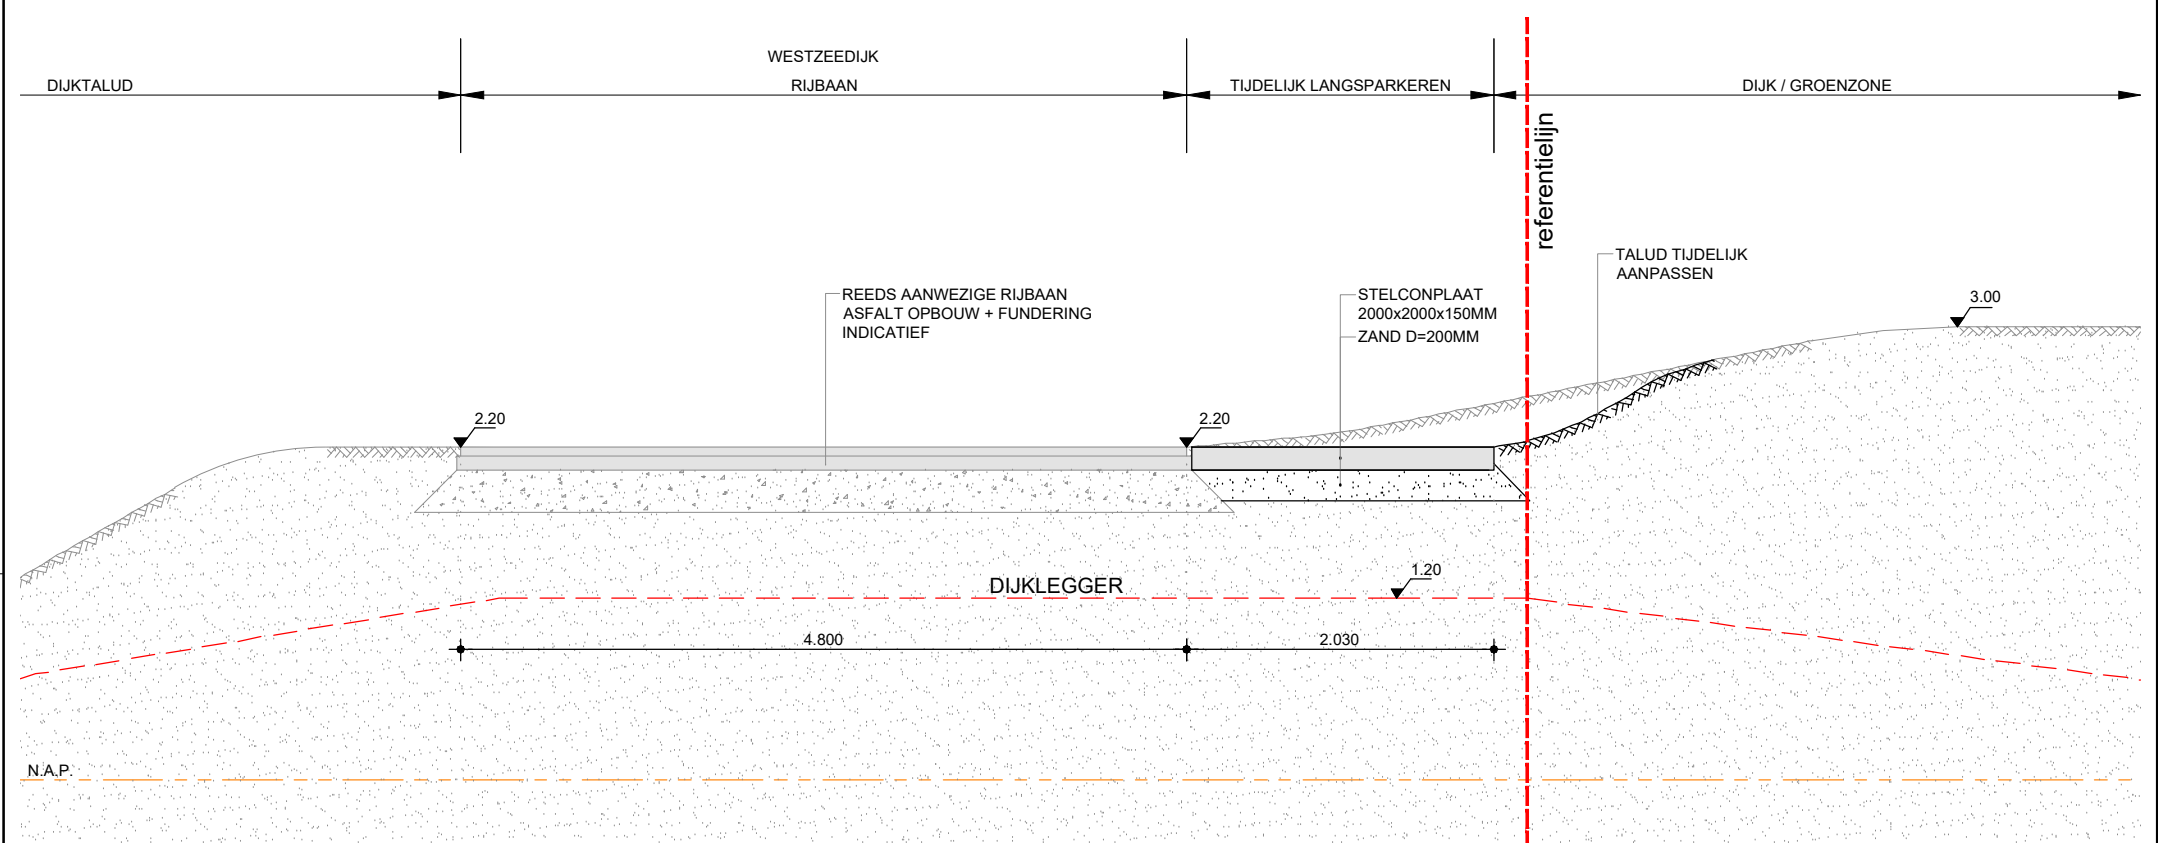 WESTZEEDIJK
DIJKTALUD
RIJBAAN
TIJDELIJK LANGSPARKEREN
DIJK / GROENZONE
referentielijn
TALUD TIJDELIJK
AANPASSEN
REEDS AANWEZIGE RIJBAAN
ASFALT OPBOUW + FUNDERING
INDICATIEF
STELCONPLAAT
2000x2000x150MM
ZAND D=200MM
3.00
2.20
2.20
DIJKLEGGER
1.20
4.800
2.030
N.A.P.